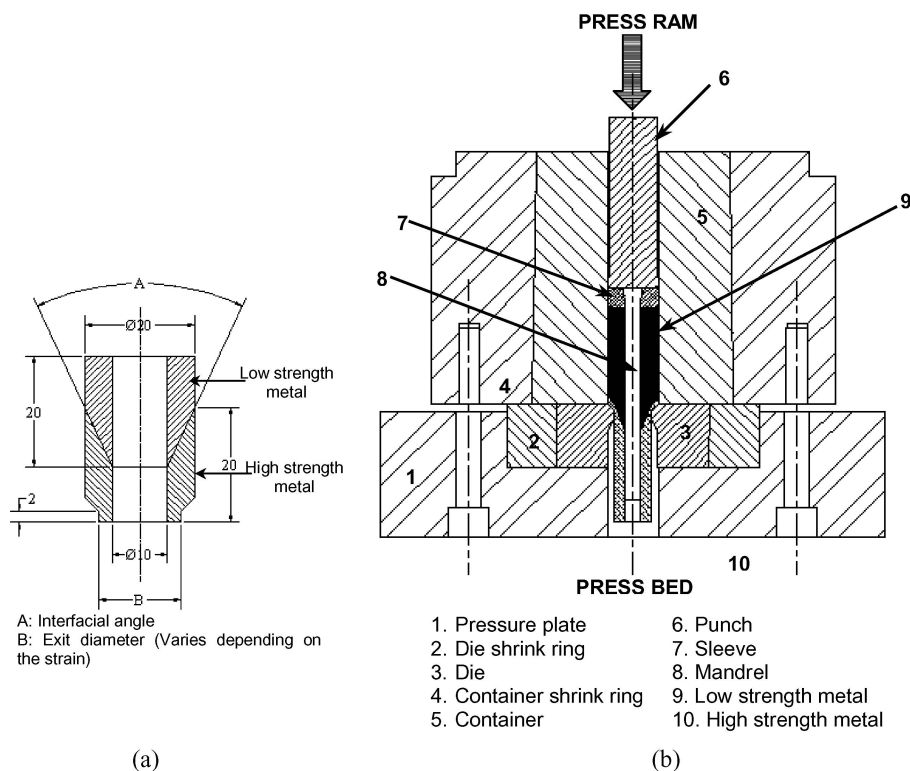 PRESS RAM
6
9
5
7
8
A
Ø20
Low strength
metal
20
4
20
2
3
High strength
metal
1
2
Ø10
10
B
PRESS BED
A: Interfacial angle
B: Exit diameter (Varies depending on
the strain)
1. Pressure plate
2. Die shrink ring
3. Die
4. Container shrink ring
5. Container
6. Punch
7. Sleeve
8. Mandrel
9. Low strength metal
10. High strength metal
(a)
(b)